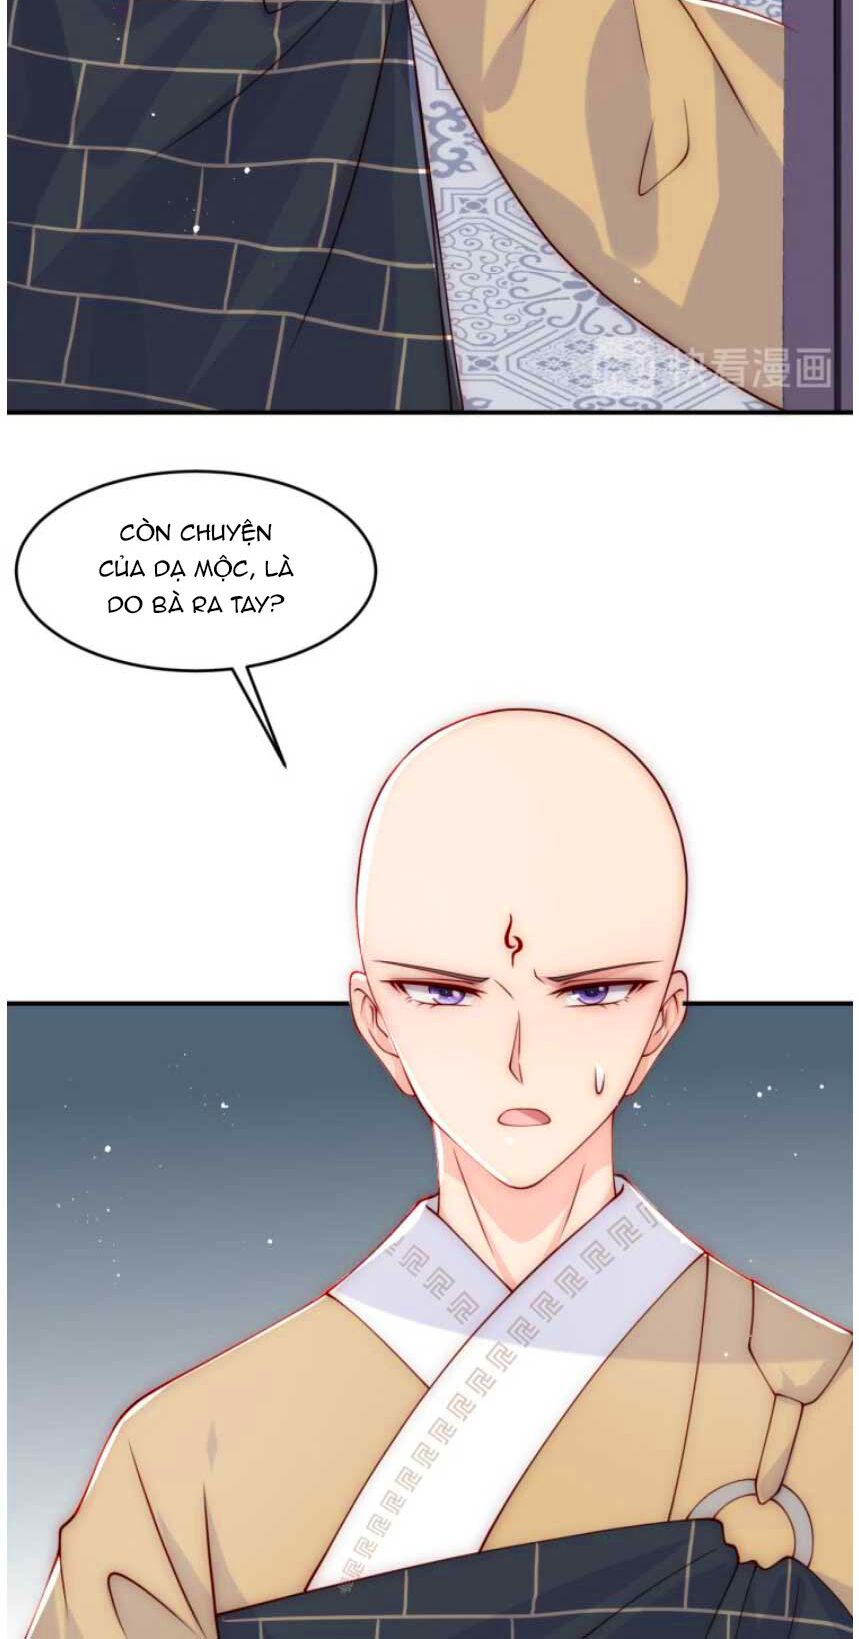 快看漫画
CÒN CHUYỆN
CỦA DẠ MỘC, LÀ
DO BÀ RA TAY?